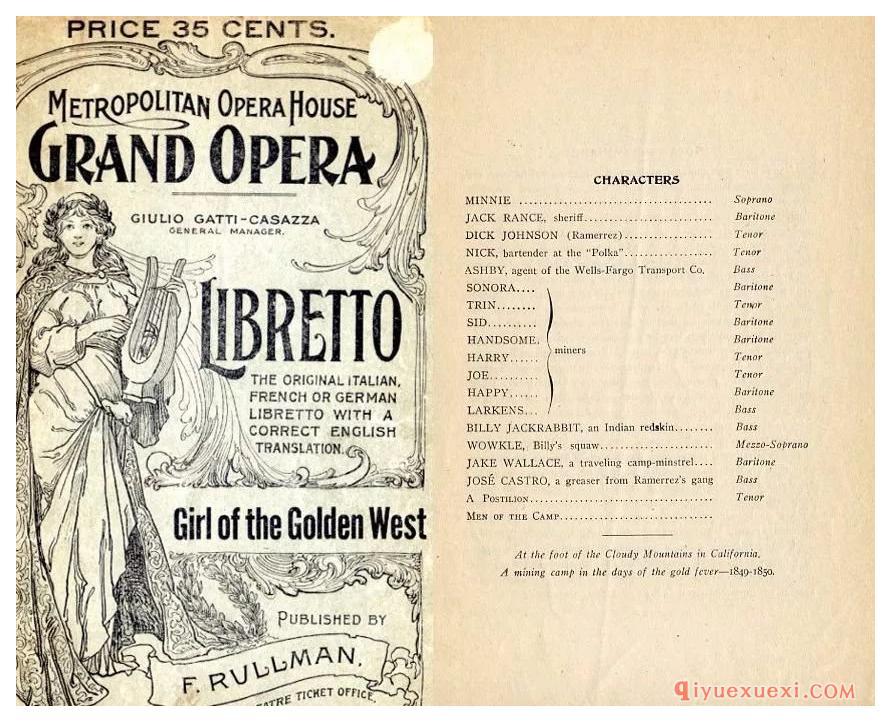 PRICE 35 CENTS.
METROPOLITAN OPERA HOUSE
GRAND OPERA
GIULIO GATTI-CASAZZA
GENERAL MANAGER.
LIBRETTO
THE ORIGINAL ITALIAN,
FRENCH OR GERMAN
LIBRETTO WITH A
CORRECT ENGLISH
TRANSLATION.
Girl of the Golden West
PUBLISHED BY
F. RULLMAN,
TICKET OFFICE,
CHARACTERS
MINNIE ........................................ Soprano
JACK RANCE, sheriff........................... Baritone
DICK JOHNSON (Ramerrez).................. Tenor
NICK, bartender at the "Polka".................. Tenor
ASHBY, agent of the Wells-Fargo Transport Co. Bass
SONORA.... Baritone
TRIN........ Tenor
SID.......... Baritone
HANDSOME. Baritone
miners
HARRY...... Tenor
JOE.......... Tenor
HAPPY...... Baritone
LARKENS... Bass
BILLY JACKRABBIT, an Indian redskin........ Bass
WOWKLE, Billy's squaw....................... Mezzo-Soprano
JAKE WALLACE, a traveling camp-minstrel.... Baritone
JOSÉ CASTRO, a greaser from Ramerrez's gang Bass
A POSTILION..................................... Tenor
MEN OF THE CAMP...............................
At the foot of the Cloudy Mountains in California.
A mining camp in the days of the gold fever—1849-1850.
qiyuexuexi.COM